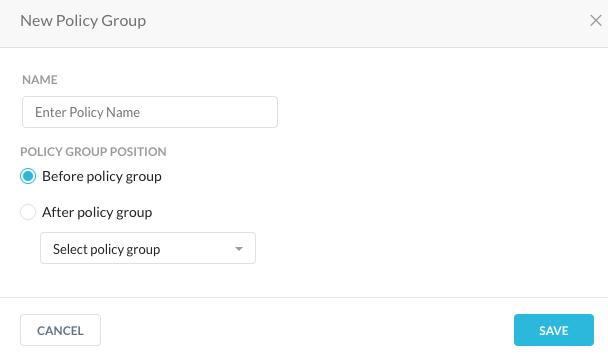 New Policy Group
NAME
Enter Policy Name
POLICY GROUP POSITION
Before policy group
After policy group
Select policy group
CANCEL
SAVE